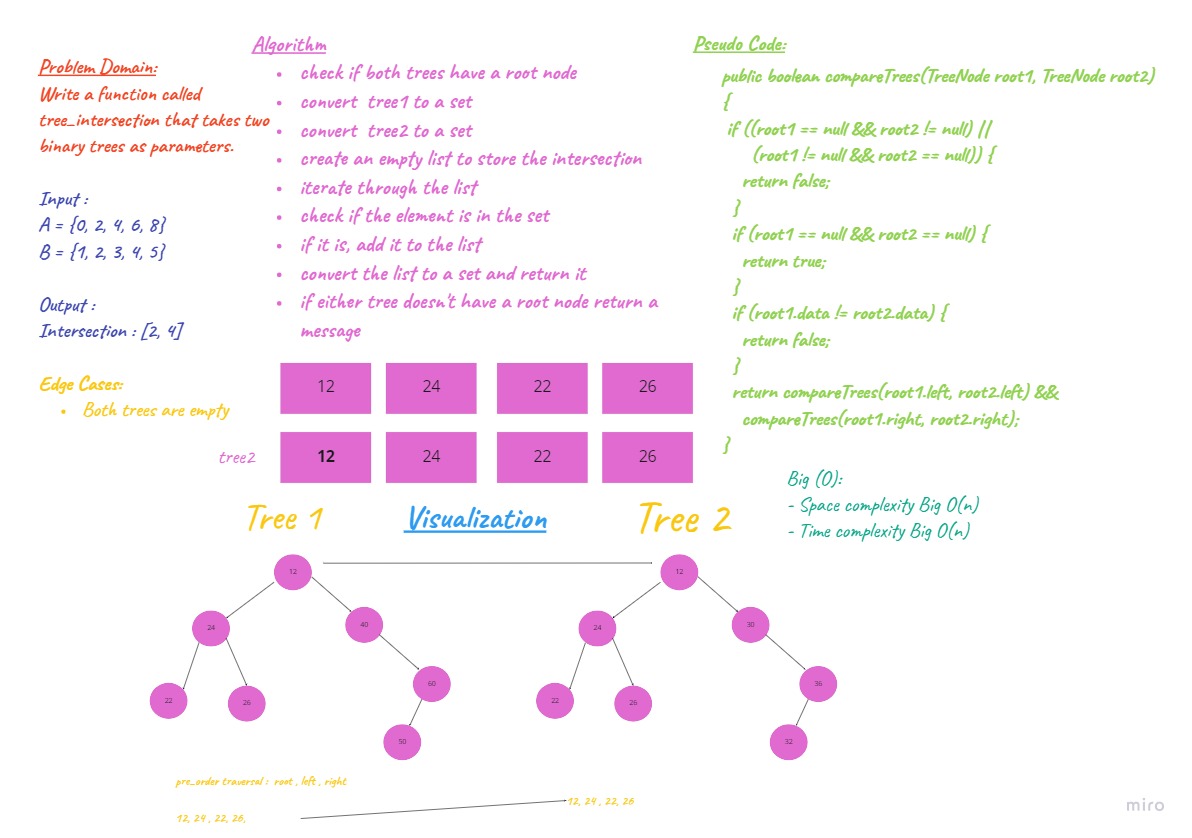 Problem Domain:
Write a function called
tree_intersection that takes two
binary trees as parameters.
Input :
A = {0, 2, 4, 6, 8}
B = {1, 2, 3, 4, 5}
Output :
Intersection : [2, 4]
Edge Cases:
• Both trees are empty
Algorithm
• check if both trees have a root node
• convert tree1 to a set
• convert tree2 to a set
• create an empty list to store the intersection
• iterate through the list
• check if the element is in the set
• if it is, add it to the list
• convert the list to a set and return it
• if either tree doesn't have a root node return a
message
12 24 22 26
tree2 12 24 22 26
Pseudo Code:
public boolean compareTrees(TreeNode root1, TreeNode root2)
{
if ((root1 == null && root2 != null) ||
(root1 != null && root2 == null)) {
return false;
}
if (root1 == null && root2 == null) {
return true;
}
if (root1.data != root2.data) {
return false;
}
return compareTrees(root1.left, root2.left) &&
compareTrees(root1.right, root2.right);
}
Big (O):
- Space complexity Big O(n)
- Time complexity Big O(n)
Tree 1 Visualization Tree 2
12 12
24 40 24 30
22 26 60 22 26 36
50 32
pre_order traversal : root , left , right
12, 24 , 22, 26, 12, 24 , 22, 26
miro